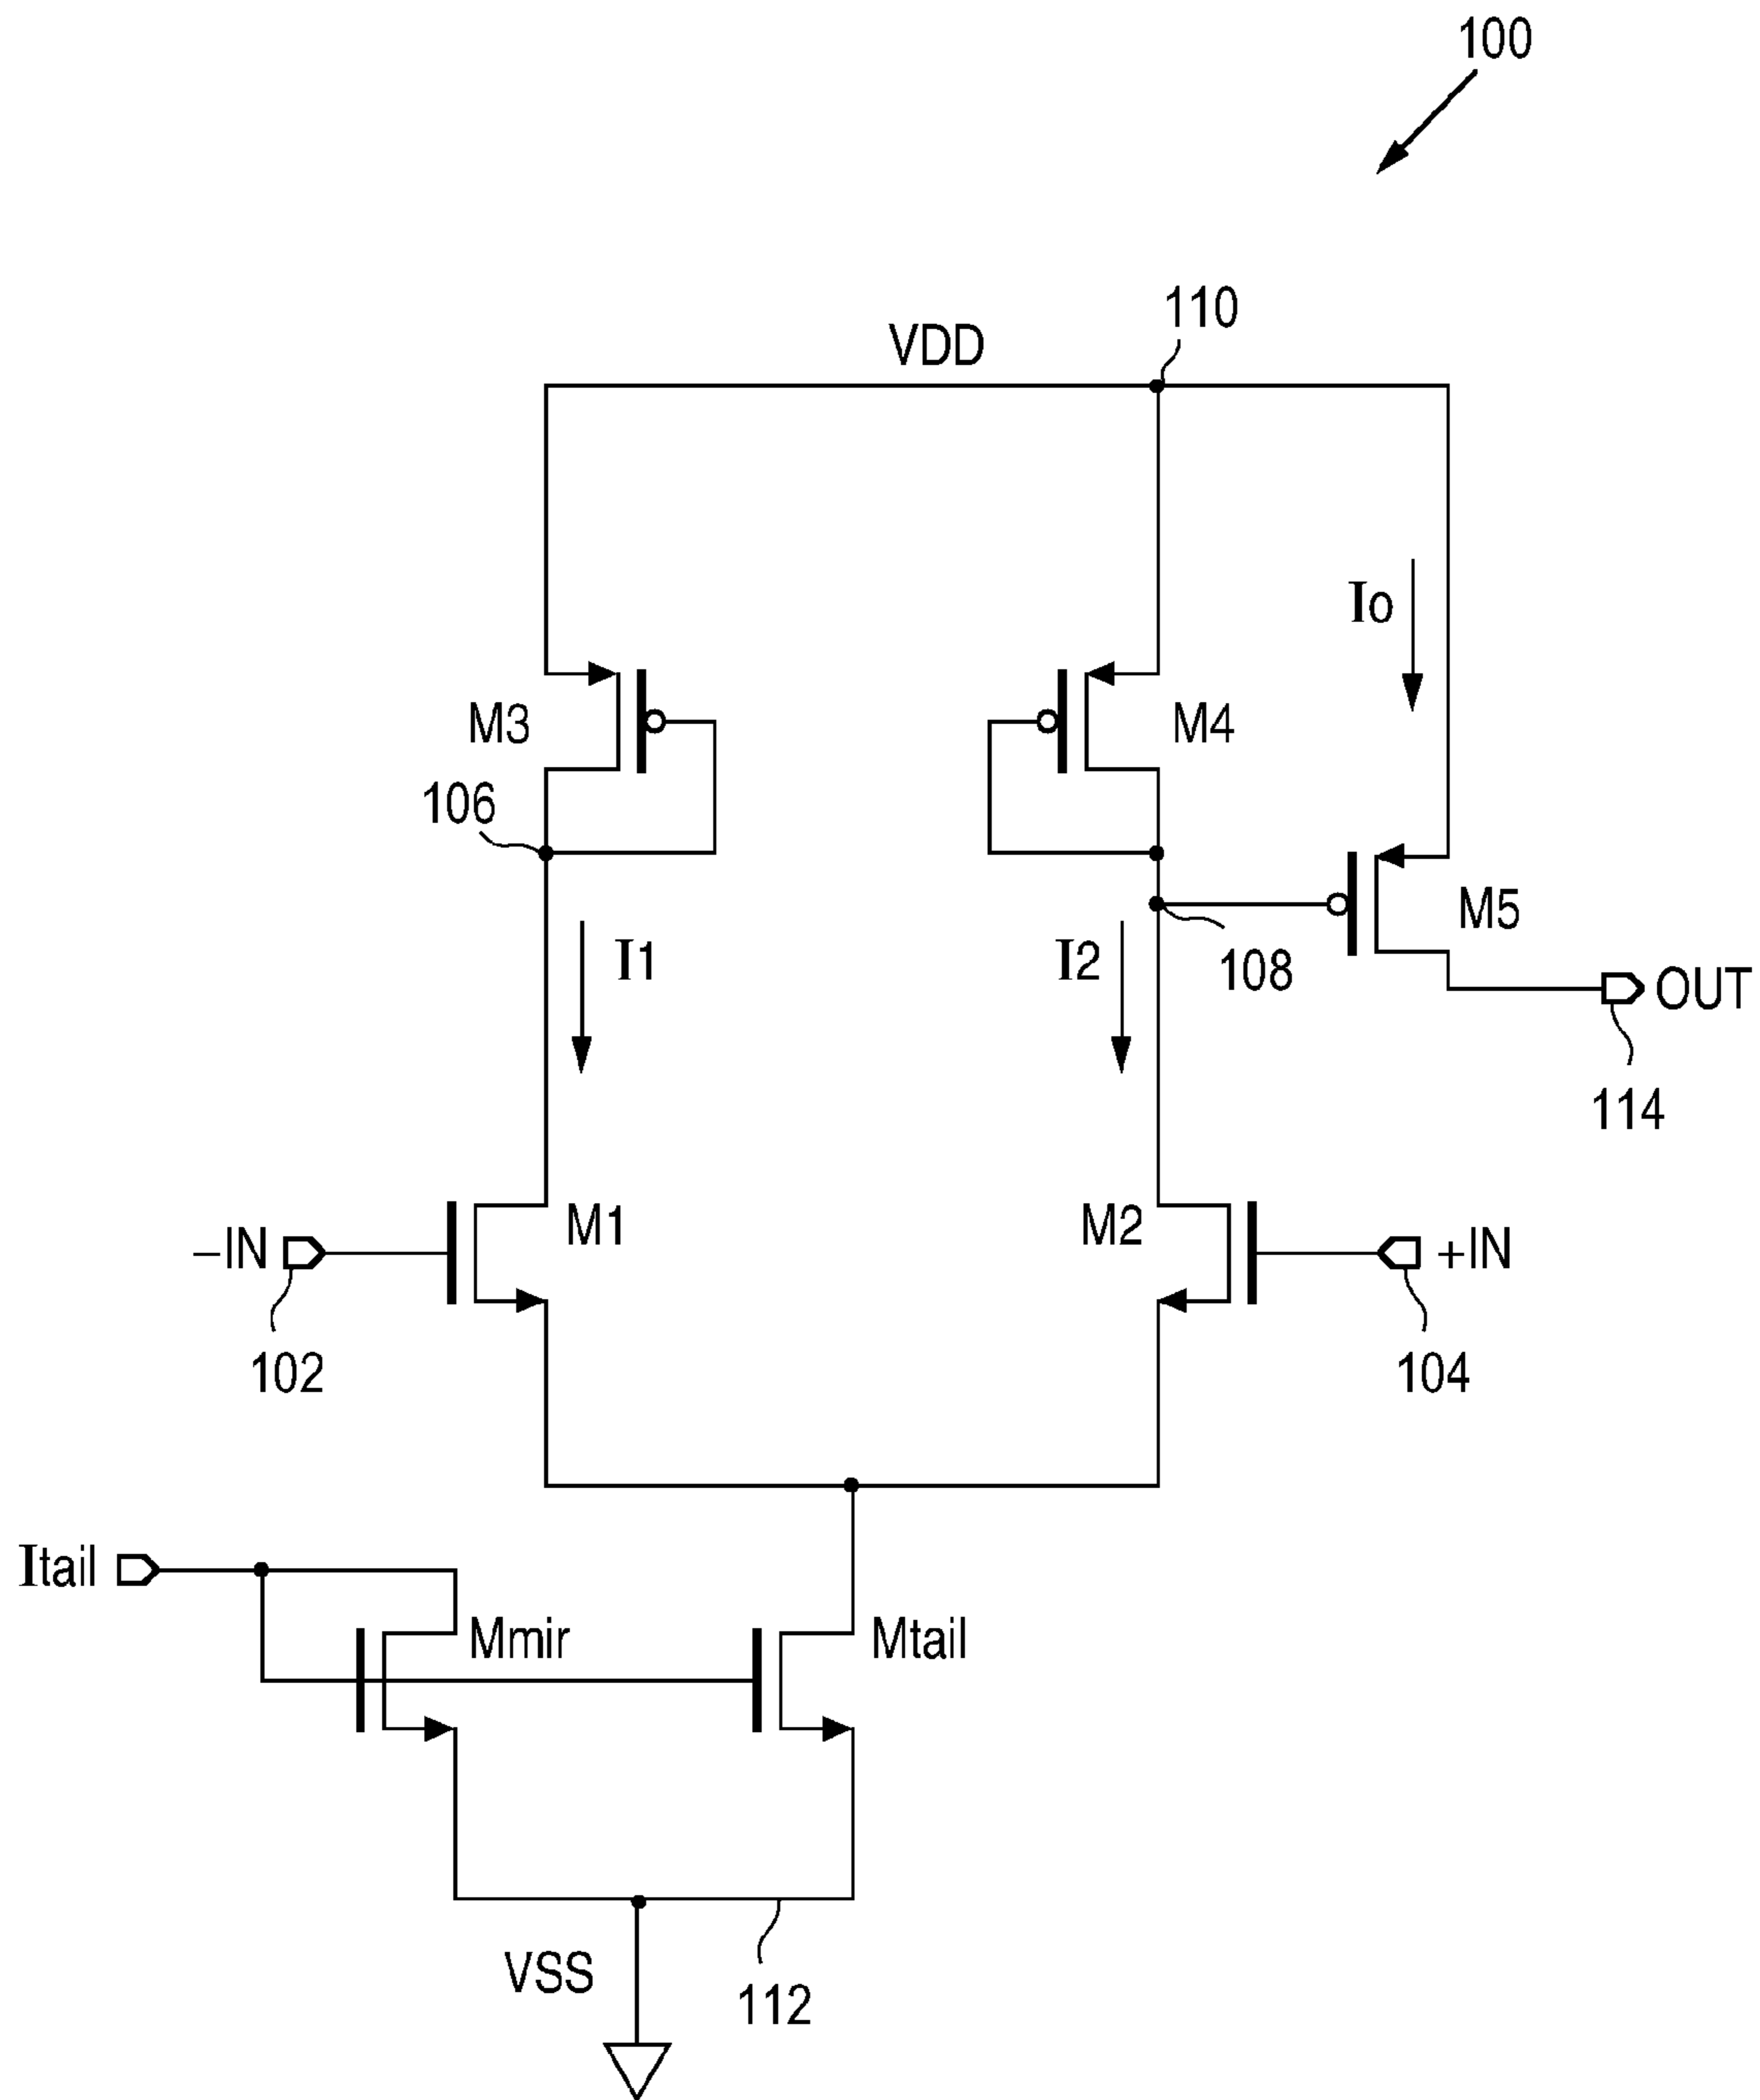 100
110
VDD
Io
M3
M4
106
M5
I1
I2
108
OUT
114
–IN
M1
M2
+IN
102
104
Itail
Mmir
Mtail
VSS
112